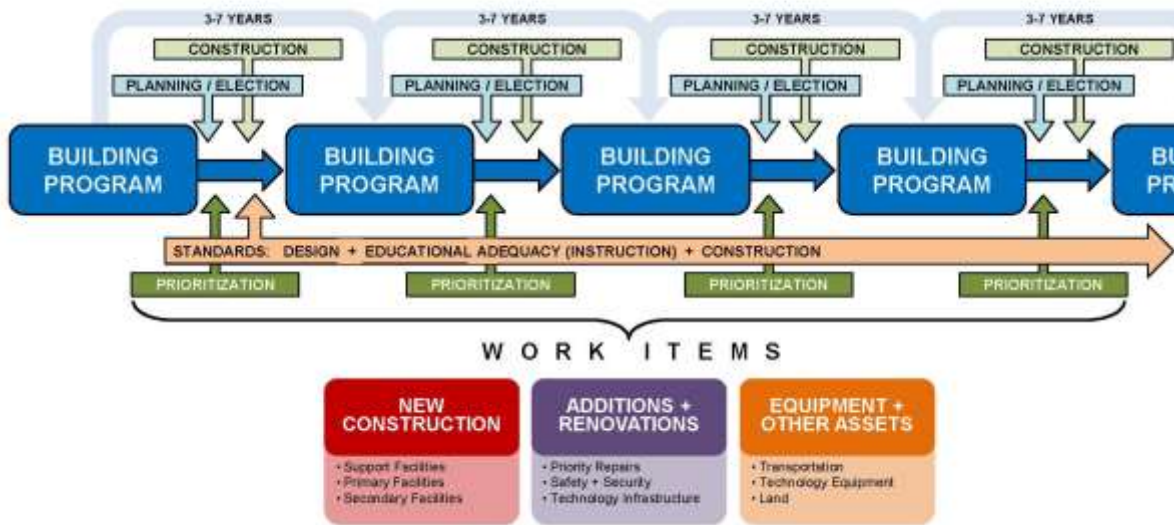 3-7 YEARS 3-7 YEARS 3-7 YEARS 3-7 YEARS
CONSTRUCTION CONSTRUCTION CONSTRUCTION CONSTRUCTION
PLANNING / ELECTION PLANNING / ELECTION PLANNING / ELECTION PLANNING / ELECTION
BUILDING BUILDING BUILDING BUILDING BU
PROGRAM PROGRAM PROGRAM PROGRAM PR
STANDARDS: DESIGN + EDUCATIONAL ADEQUACY (INSTRUCTION) + CONSTRUCTION
PRIORITIZATION PRIORITIZATION PRIORITIZATION PRIORITIZATION
WORK ITEMS
NEW
CONSTRUCTION
• Support Facilities
• Primary Facilities
• Secondary Facilities
ADDITIONS +
RENOVATIONS
• Priority Repairs
• Safety + Security
• Technology Infrastructure
EQUIPMENT +
OTHER ASSETS
• Transportation
• Technology Equipment
• Land